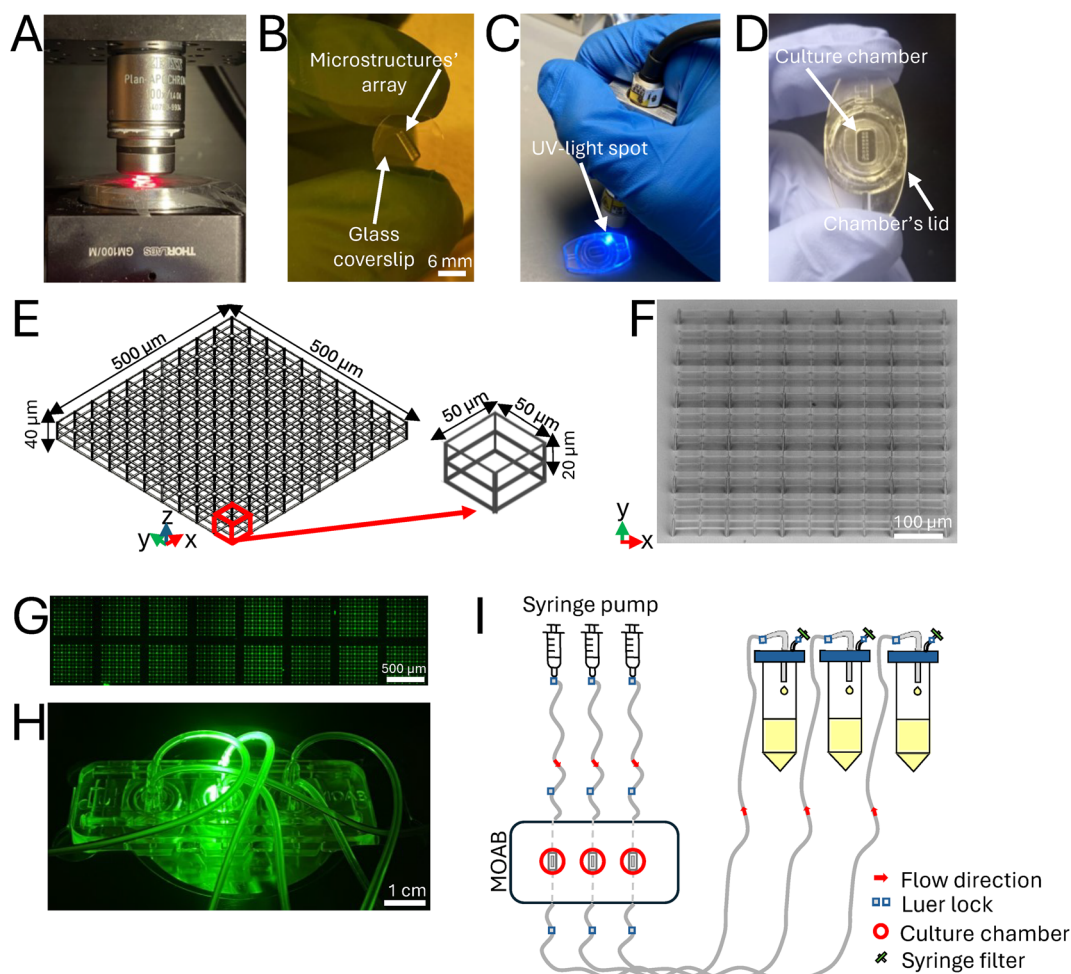 A
Plan-APOCHROM
B
Microstructures'
array
Glass
coverslip
6 mm
C
UV-light spot
D
Culture chamber
Chamber's lid
THORLABS GM100/M
E
500 µm
500 µm
40 µm
50 µm
50 µm
20 µm
z
y
x
F
y
x
100 µm
G
500 µm
H
MOAB
1 cm
I
Syringe pump
MOAB
Flow direction
Luer lock
Culture chamber
Syringe filter